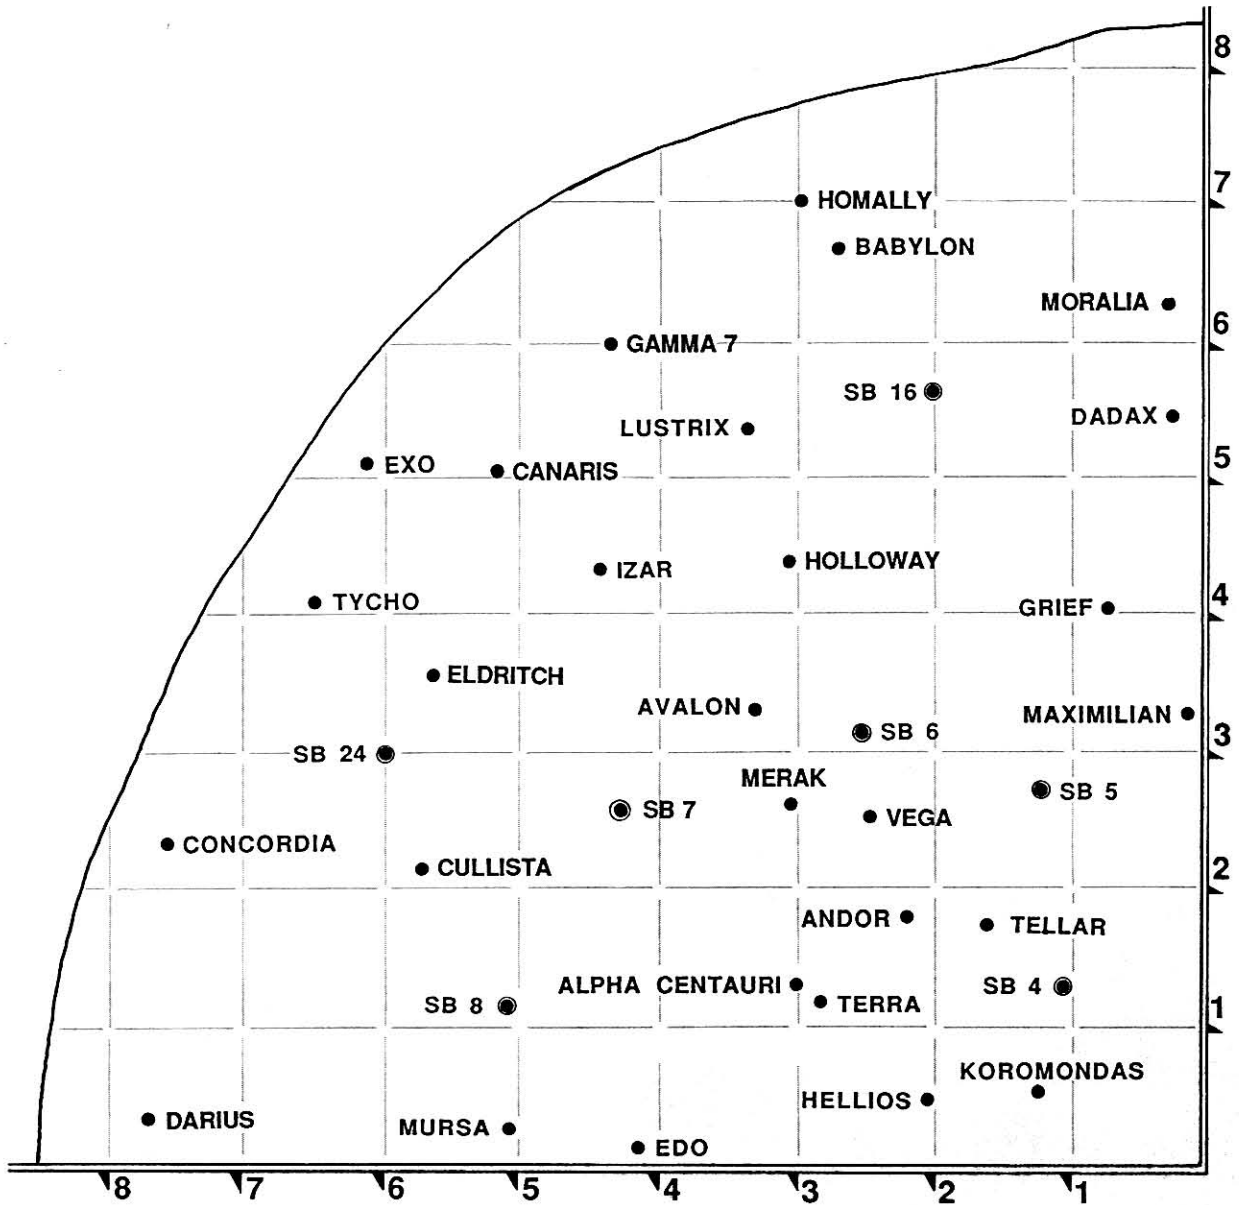 8
7
HOMALLY
BABYLON
MORALIA
6
GAMMA 7
SB 16
DADAX
LUSTRIX
5
EXO
CANARIS
HOLLOWAY
IZAR
4
TYCHO
GRIEF
ELDRITCH
AVALON
MAXIMILIAN
SB 6
3
SB 24
MERAK
SB 5
SB 7
VEGA
CONCORDIA
CULLISTA
2
ANDOR
TELLAR
ALPHA CENTAURI
SB 4
SB 8
TERRA
1
KOROMONDAS
HELLIOS
DARIUS
MURSA
EDO
8 7 6 5 4 3 2 1